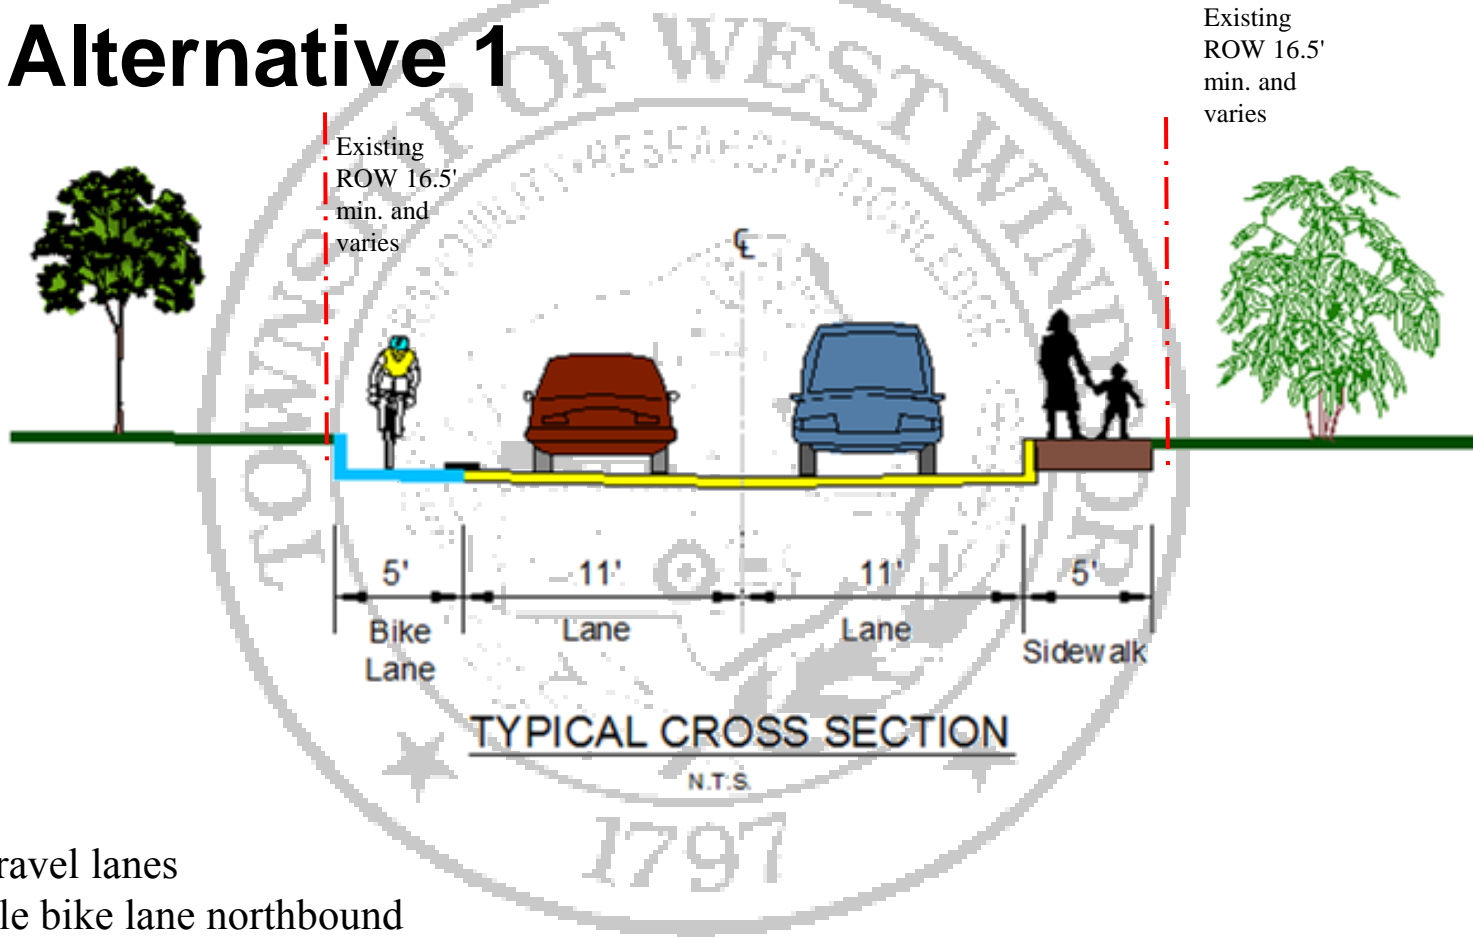 Alternative 1
Existing
ROW 16.5'
min. and
varies
Existing
ROW 16.5'
min. and
varies
TOWNSHIP OF WEST WINDSOR
℄
5'
11'
11'
5'
Bike
Lane
Lane
Lane
Sidewalk
TYPICAL CROSS SECTION
N.T.S.
1797
ravel lanes
le bike lane northbound